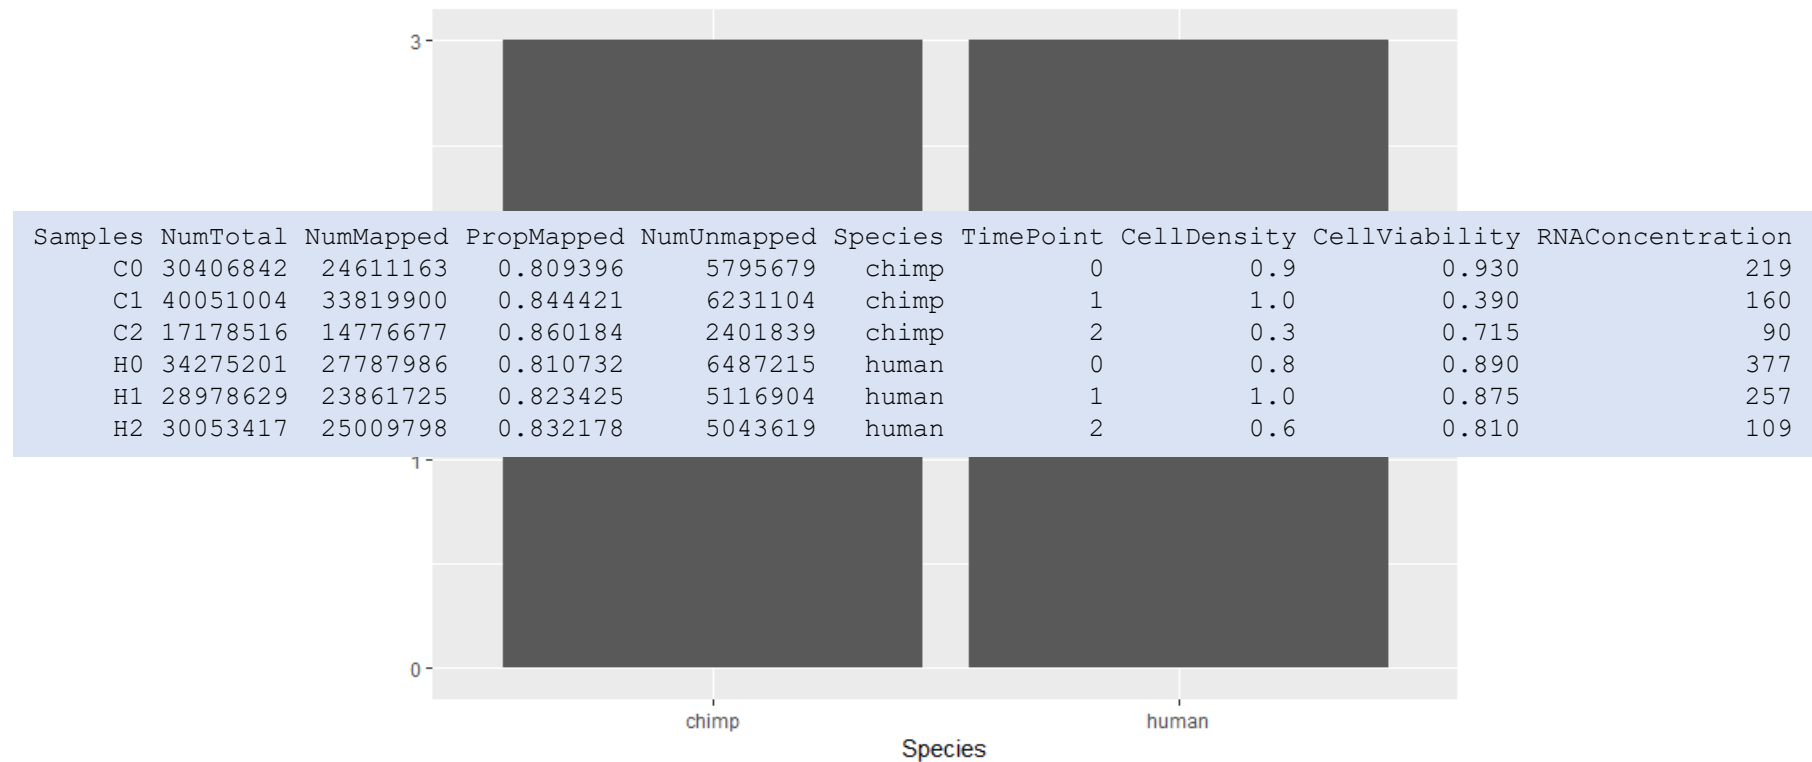 3
Samples NumTotal NumMapped PropMapped NumUnmapped Species TimePoint CellDensity CellViability RNAConcentration
C0 30406842 24611163 0.809396 5795679 chimp 0 0.9 0.930 219
C1 40051004 33819900 0.844421 6231104 chimp 1 1.0 0.390 160
C2 17178516 14776677 0.860184 2401839 chimp 2 0.3 0.715 90
H0 34275201 27787986 0.810732 6487215 human 0 0.8 0.890 377
H1 28978629 23861725 0.823425 5116904 human 1 1.0 0.875 257
H2 30053417 25009798 0.832178 5043619 human 2 0.6 0.810 109
1
0
chimp human
Species